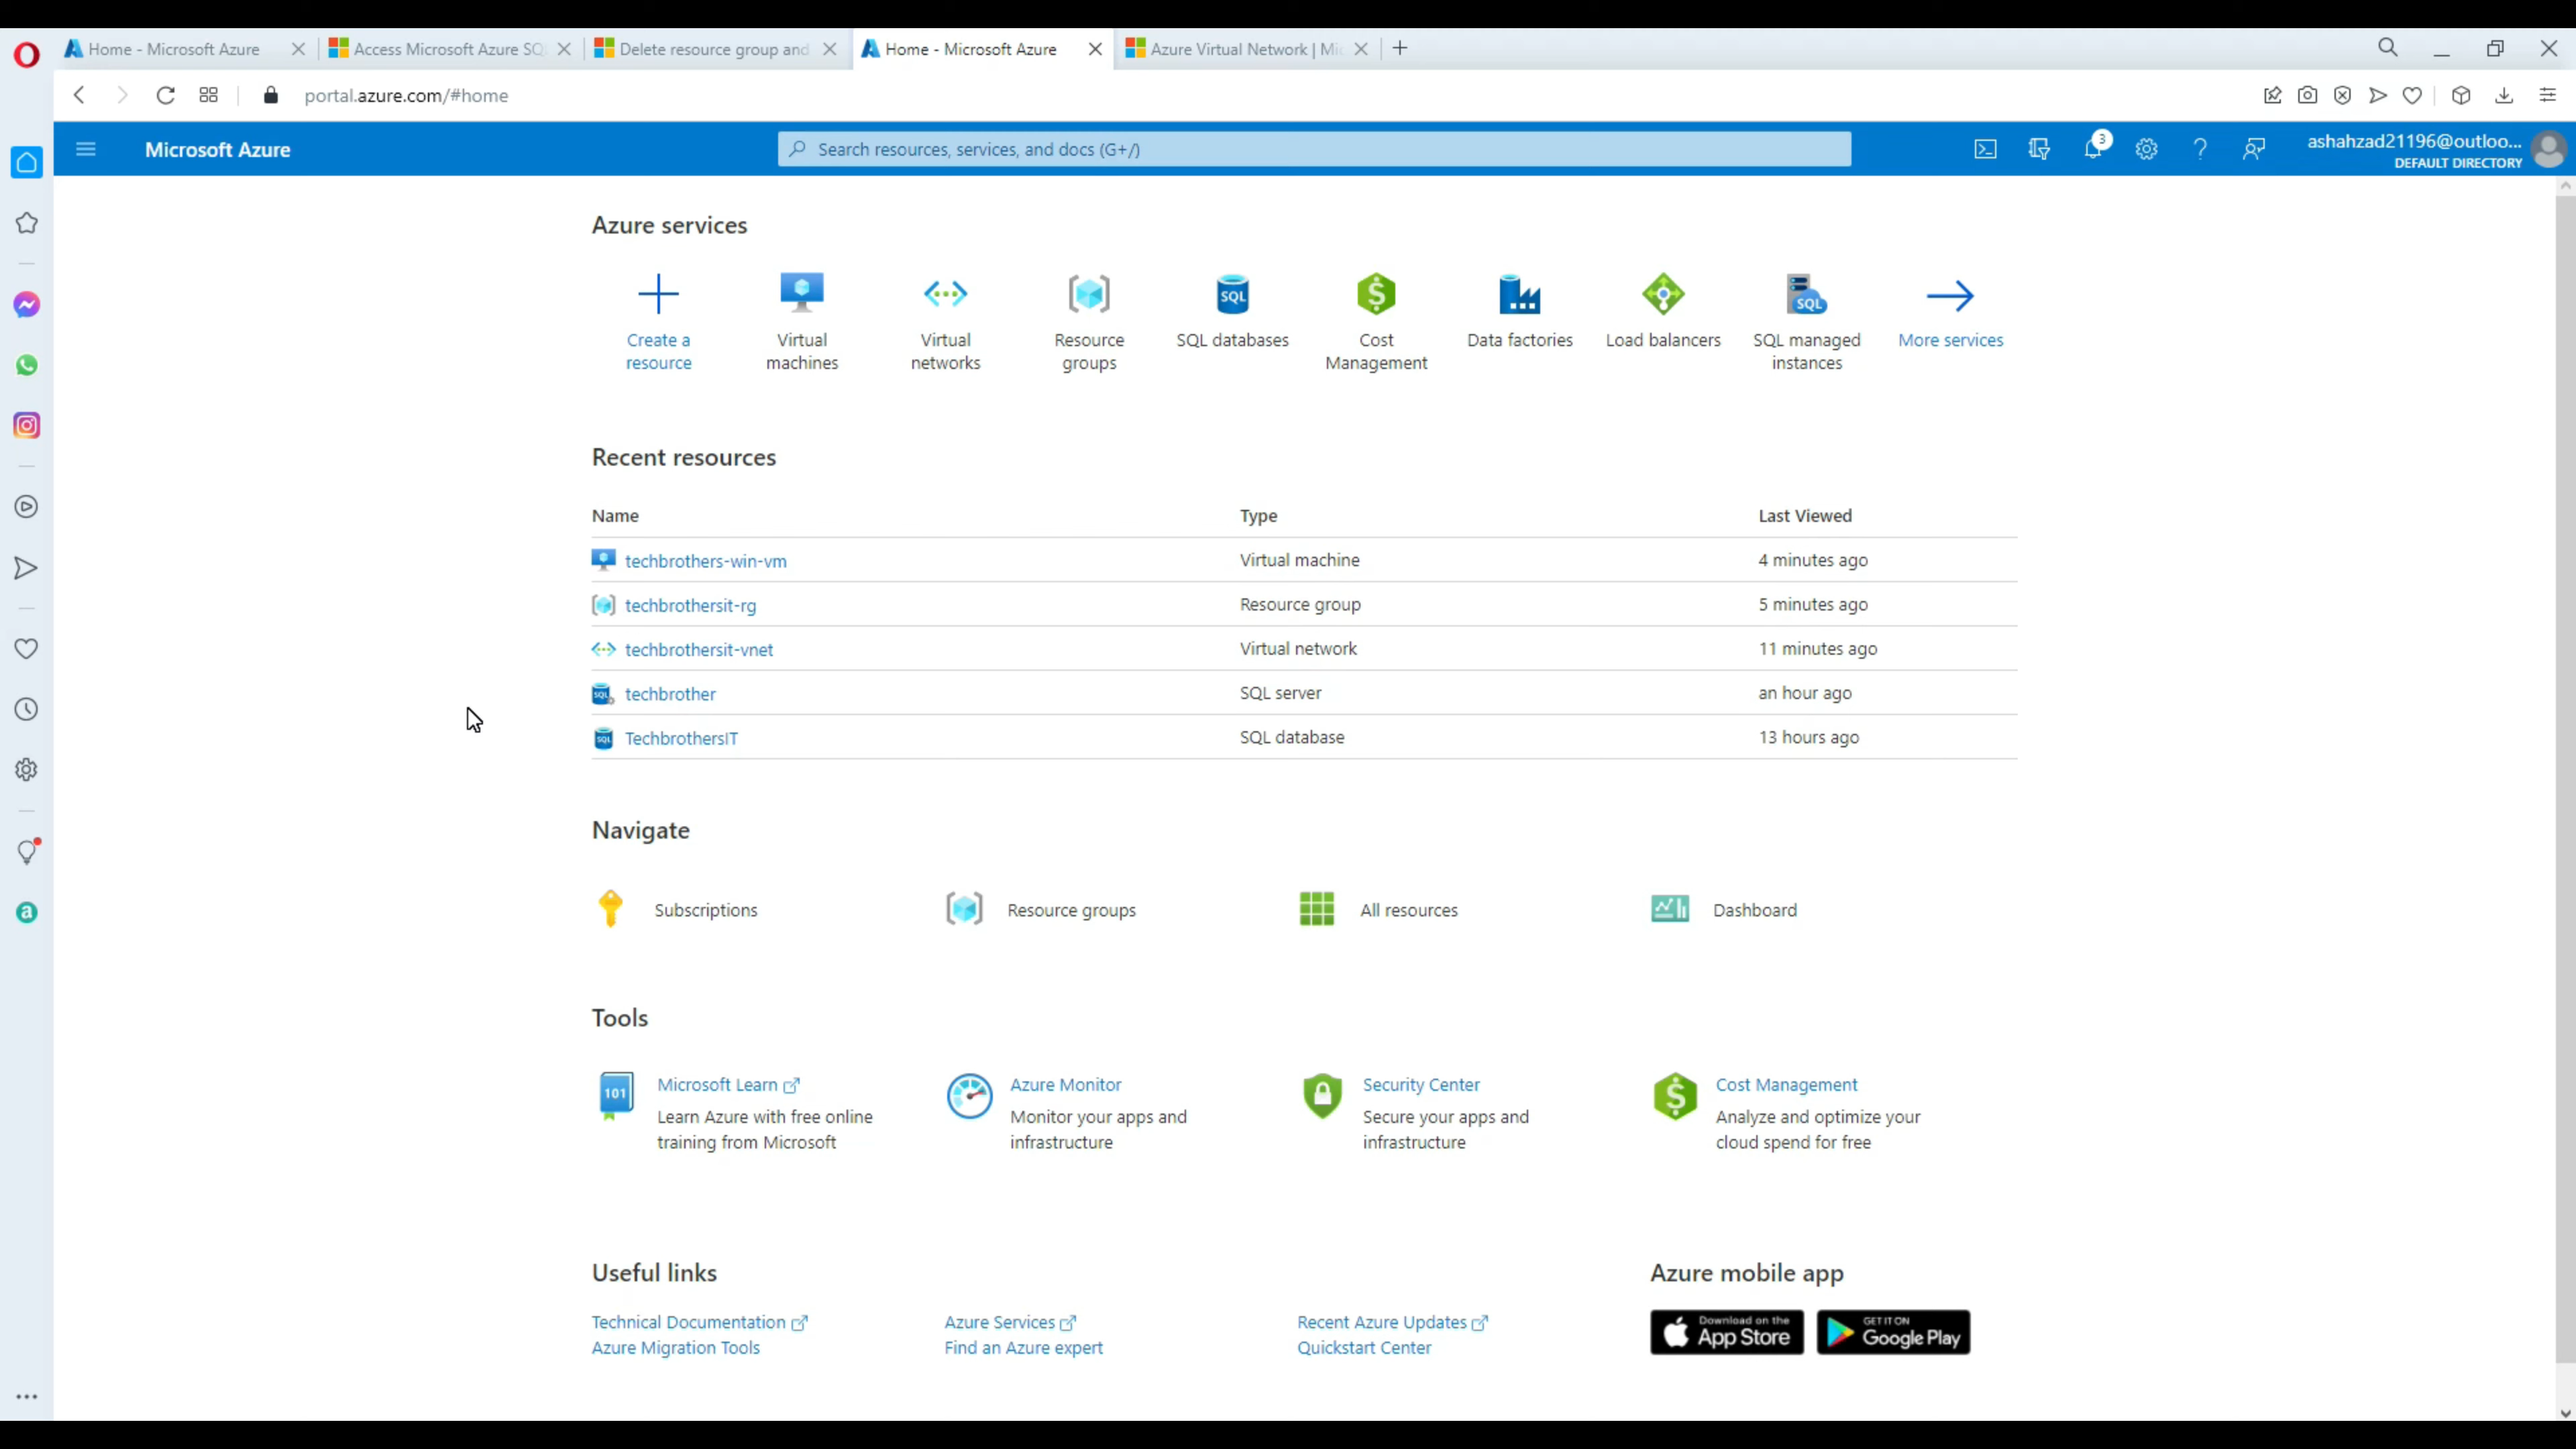 Home - Microsoft Azure
Access Microsoft Azure SQ
Delete resource group and
Home - Microsoft Azure
Azure Virtual Network | Mic
portal.azure.com/#home
Microsoft Azure
Search resources, services, and docs (G+/)
3
ashahzad21196@outloo...
DEFAULT DIRECTORY
Azure services
Create a
resource
Virtual
machines
Virtual
networks
Resource
groups
SQL
SQL databases
Cost
Management
Data factories
Load balancers
SQL
SQL managed
instances
More services
Recent resources
Name Type Last Viewed
techbrothers-win-vm Virtual machine 4 minutes ago
techbrothersit-rg Resource group 5 minutes ago
techbrothersit-vnet Virtual network 11 minutes ago
SQL techbrother SQL server an hour ago
SQL TechbrothersIT SQL database 13 hours ago
Navigate
Subscriptions
Resource groups
All resources
Dashboard
Tools
101
Microsoft Learn
Learn Azure with free online
training from Microsoft
Azure Monitor
Monitor your apps and
infrastructure
Security Center
Secure your apps and
infrastructure
Cost Management
Analyze and optimize your
cloud spend for free
Useful links
Technical Documentation
Azure Migration Tools
Azure Services
Find an Azure expert
Recent Azure Updates
Quickstart Center
Azure mobile app
Download on the
App Store
GET IT ON
Google Play